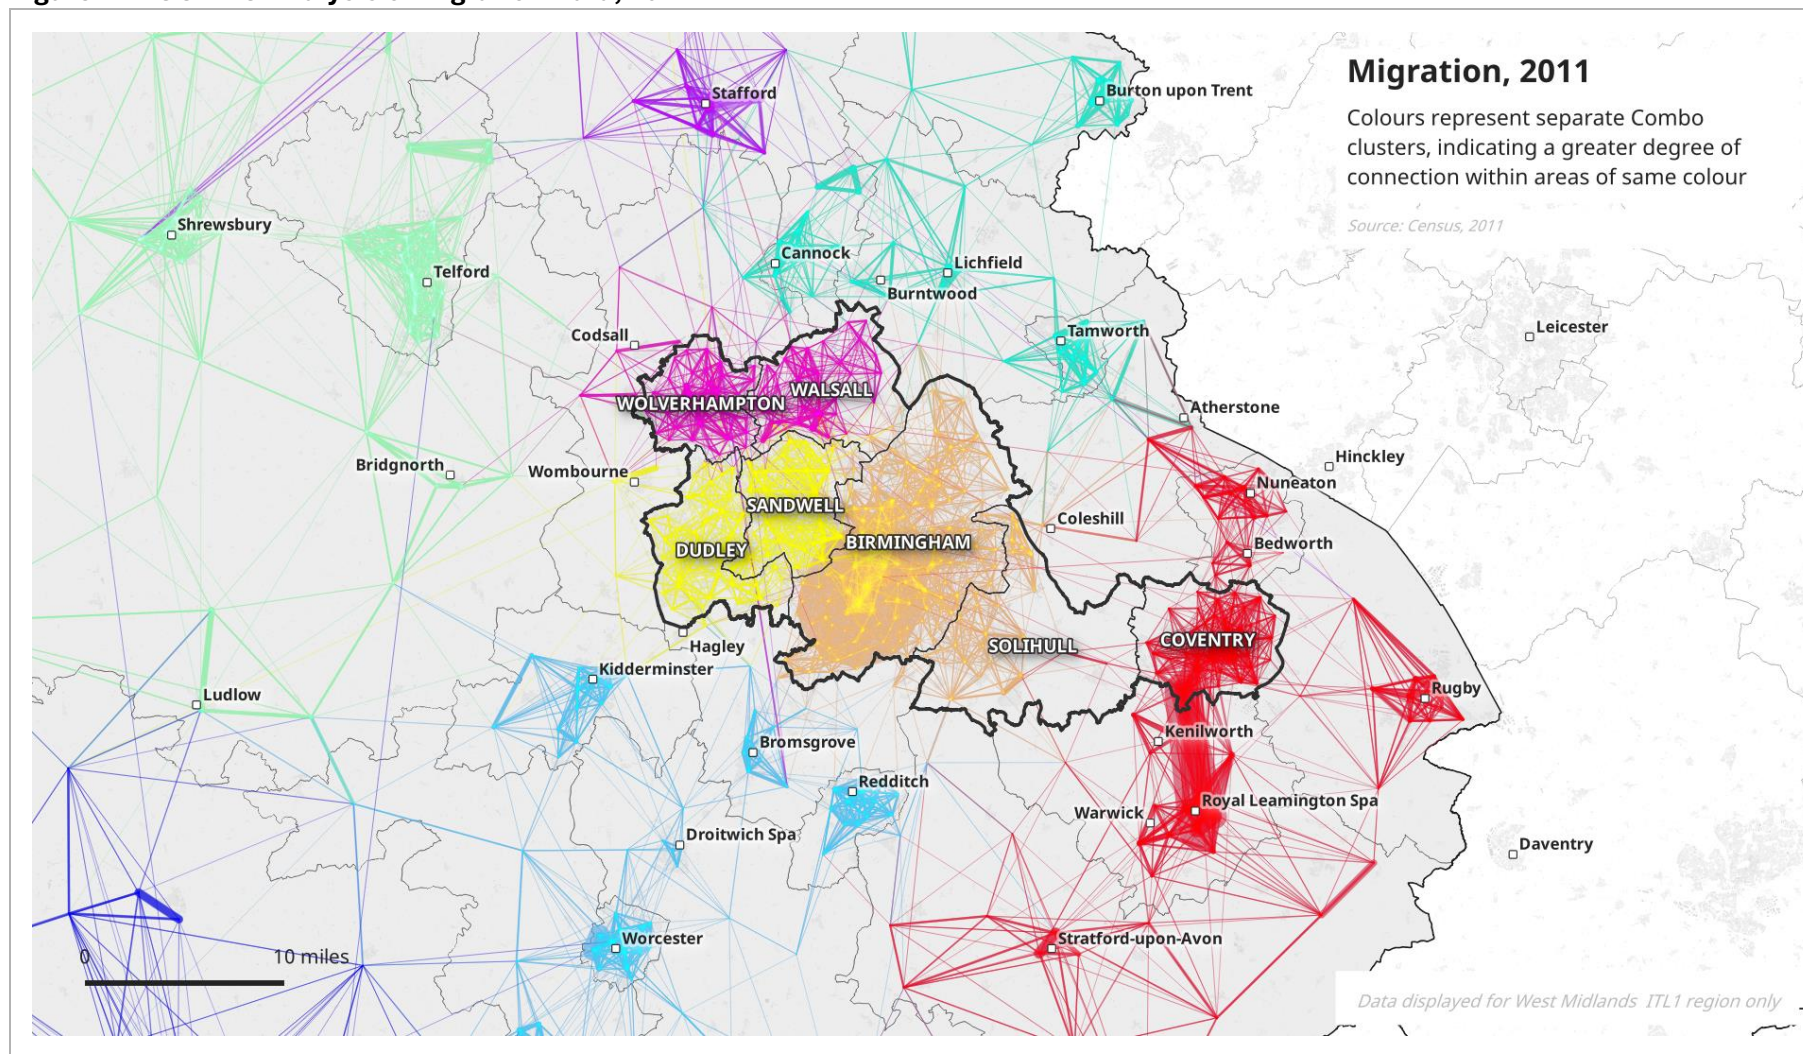 Migration, 2011
Colours represent separate Combo
clusters, indicating a greater degree of
connection within areas of same colour
Source: Census, 2011
Stafford
Burton upon Trent
Shrewsbury
Telford
Cannock
Lichfield
Burntwood
Codsall
Tamworth
Leicester
WOLVERHAMPTON
WALSALL
Atherstone
Bridgnorth
Wombourne
Hinckley
Nuneaton
SANDWELL
Coleshill
DUDLEY
BIRMINGHAM
Bedworth
Hagley
SOLIHULL
COVENTRY
Kidderminster
Ludlow
Rugby
Bromsgrove
Kenilworth
Redditch
Warwick
Royal Leamington Spa
Droitwich Spa
Daventry
Worcester
Stratford-upon-Avon
0
10 miles
Data displayed for West Midlands ITL1 region only